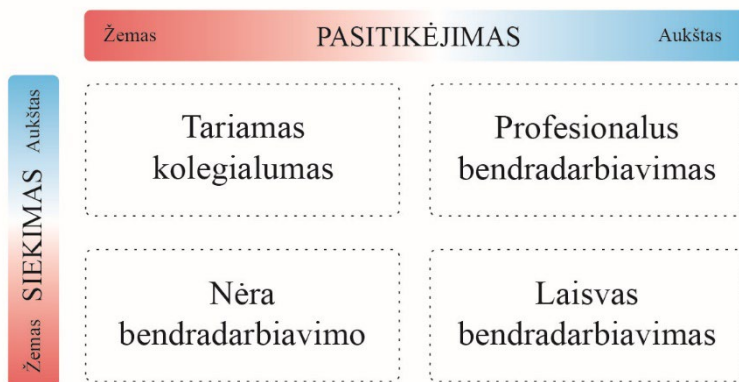 Žemas PASITIKĖJIMAS Aukštas
Aukštas
SIEKIMAS
Žemas
Tariamas
kolegialumas
Profesionalus
bendradarbiavimas
Nėra
bendradarbiavimo
Laisvas
bendradarbiavimas